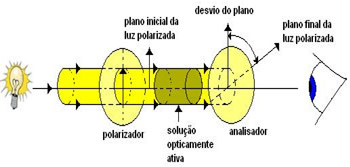 plano inicial da
luz polarizada
desvio do plano
plano final da
luz polarizada
polarizador
solução
opticamente
ativa
analisador